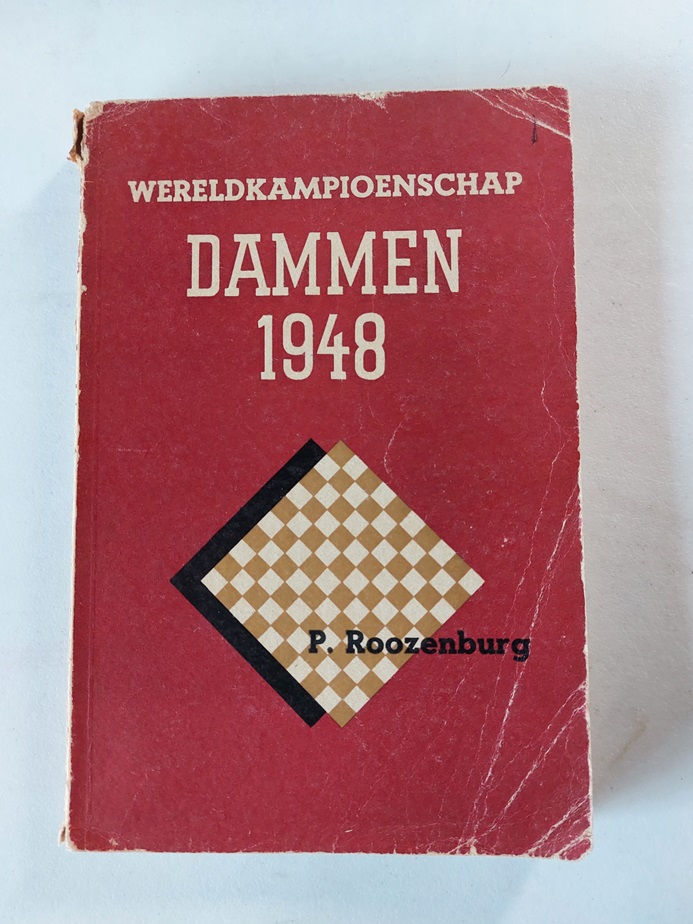 WERELDKAMPIOENSCHAP
DAMMEN
1948
P. Roozenburg